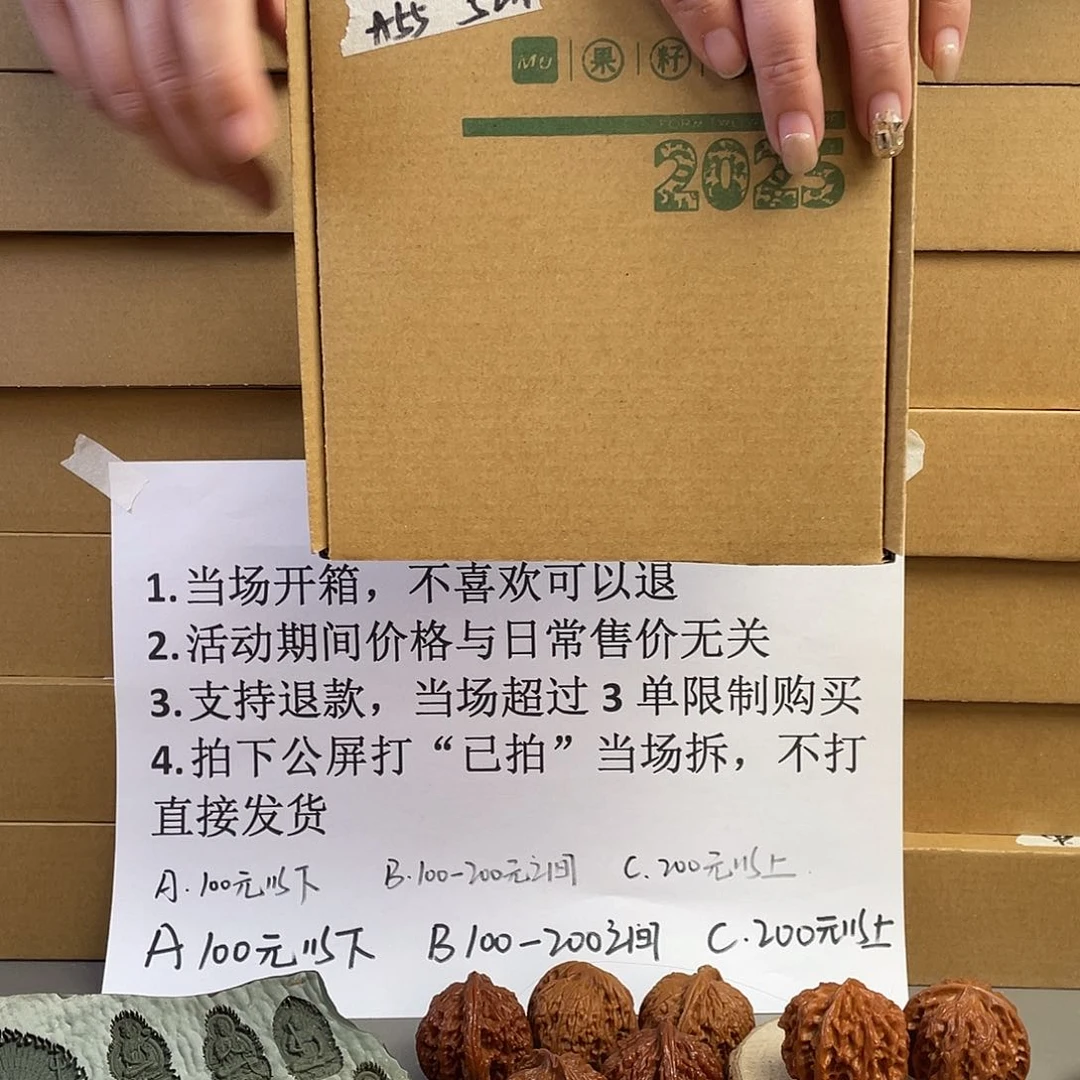 A55
MU 果 籽
2025
1.当场开箱，不喜欢可以退
2.活动期间价格与日常售价无关
3.支持退款，当场超过 3 单限制购买
4.拍下公屏打“已拍”当场拆，不打
直接发货
A.100元以下 B.100-200元之间 C.200元以上
A 100元以下 B 100-200之间 C.200元以上